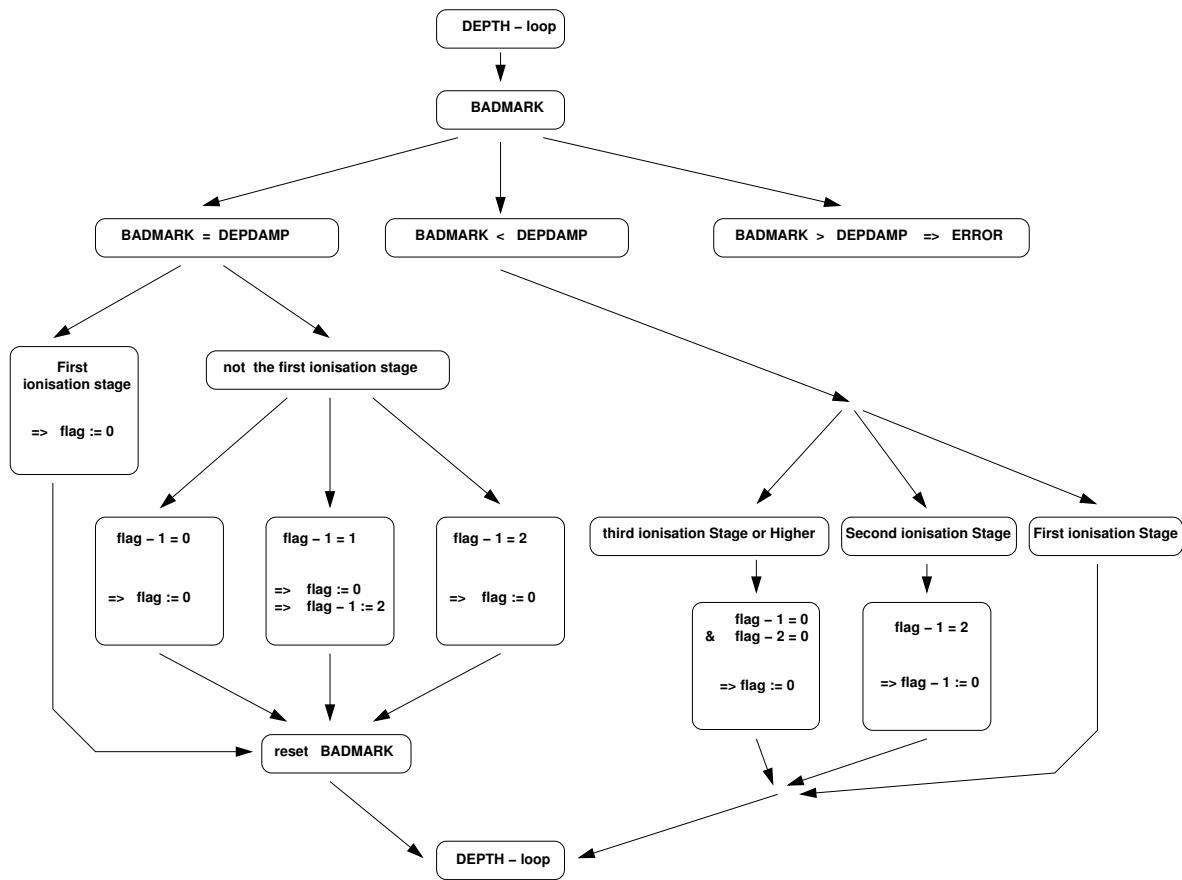 DEPTH – loop
BADMARK
BADMARK = DEPDAMP
BADMARK < DEPDAMP
BADMARK > DEPDAMP => ERROR
First
ionisation stage
=> flag := 0
not the first ionisation stage
flag – 1 = 0
=> flag := 0
flag – 1 = 1
=> flag := 0
=> flag – 1 := 2
flag – 1 = 2
=> flag := 0
third ionisation Stage or Higher
Second ionisation Stage
First ionisation Stage
flag – 1 = 0
& flag – 2 = 0
=> flag := 0
flag – 1 = 2
=> flag – 1 := 0
reset BADMARK
DEPTH – loop